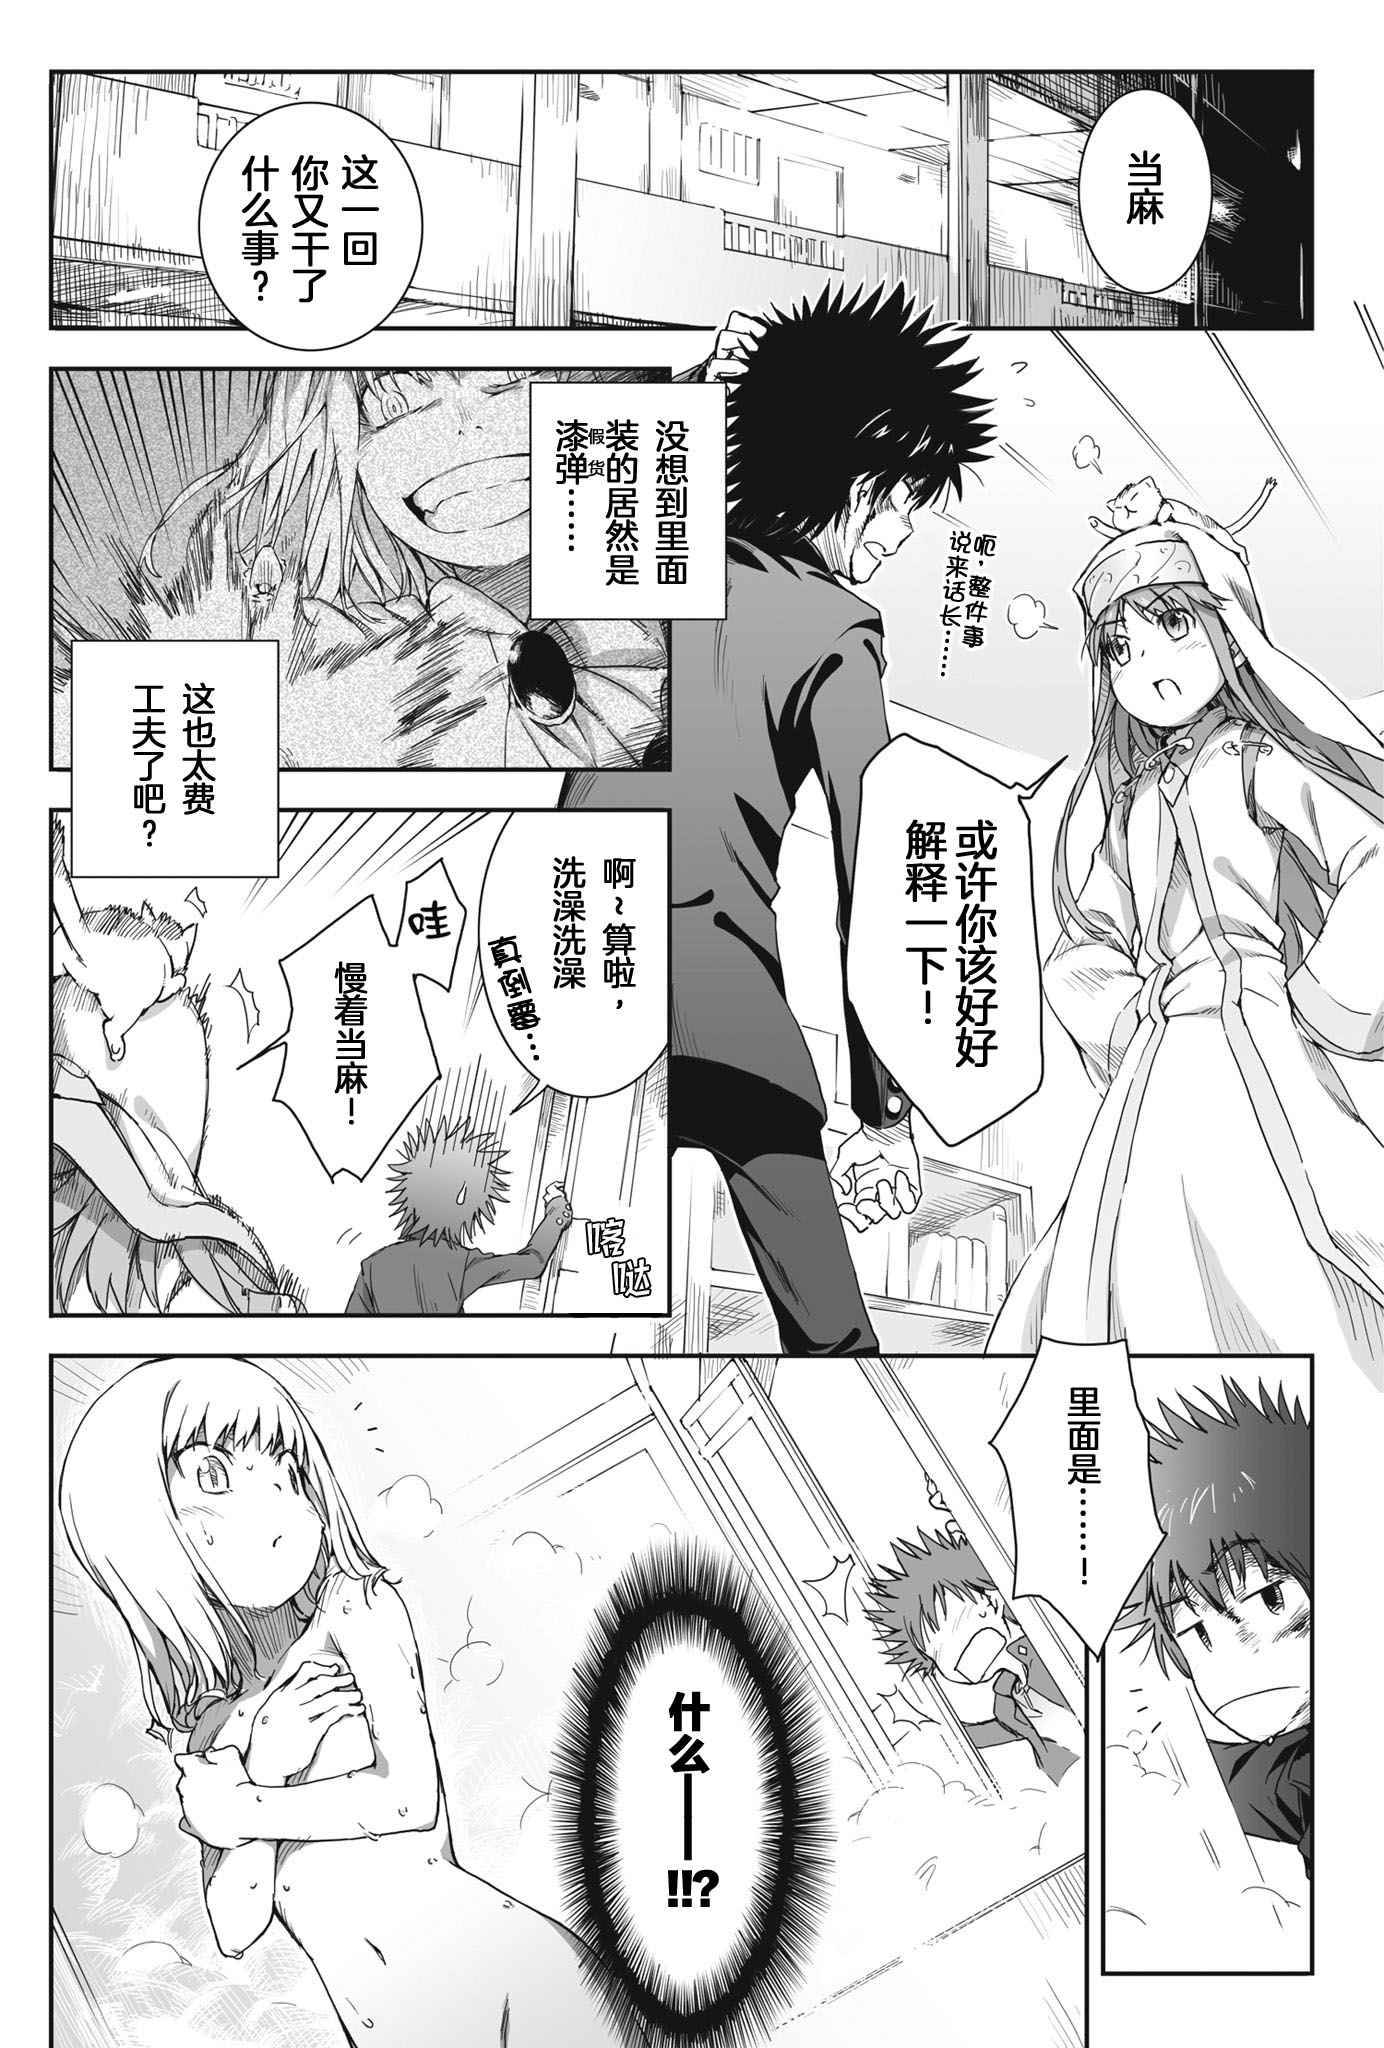 当麻
这一回
你又干了
什么事？
呃，整件事
说来话长……
或许你该好好
解释一下！
没想到里面
装的居然是
漆弹……
假货
这也太费
工夫了吧？
啊~算啦，
洗澡洗澡
真倒霉…
哇
慢着当麻！
喀哒
里面是……！
什么——!!?